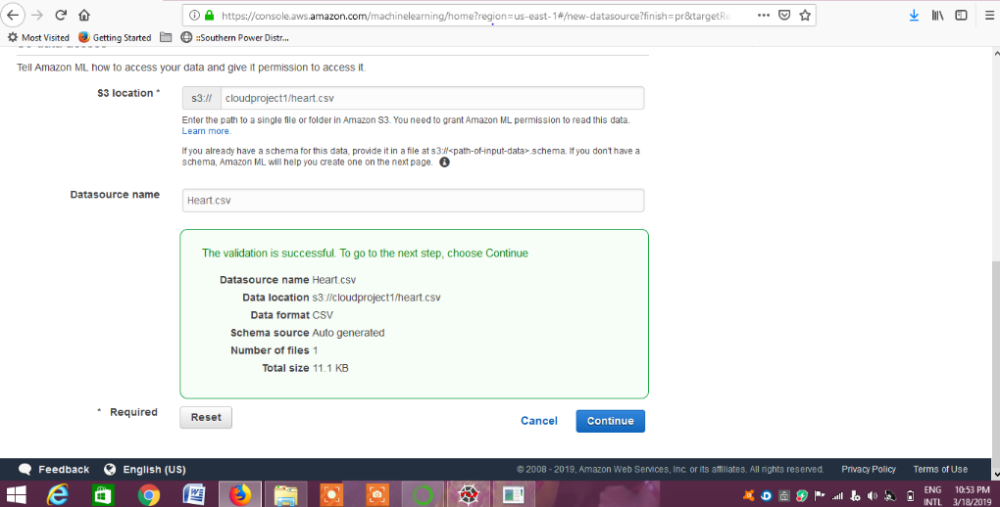 https://console.aws.amazon.com/machinelearning/home?region=us-east-1#/new-datasource?finish=pr&targetRe
Most Visited Getting Started ::Southern Power Distr...
Tell Amazon ML how to access your data and give it permission to access it.
S3 location * s3:// cloudproject1/heart.csv
Enter the path to a single file or folder in Amazon S3. You need to grant Amazon ML permission to read this data.
Learn more.
If you already have a schema for this data, provide it in a file at s3://<path-of-input-data>.schema. If you don't have a
schema, Amazon ML will help you create one on the next page.
Datasource name Heart.csv
The validation is successful. To go to the next step, choose Continue
Datasource name Heart.csv
Data location s3://cloudproject1/heart.csv
Data format CSV
Schema source Auto generated
Number of files 1
Total size 11.1 KB
* Required Reset Cancel Continue
Feedback English (US) © 2008 - 2019, Amazon Web Services, Inc. or its affiliates. All rights reserved. Privacy Policy Terms of Use
ENG 10:53 PM
INTL 3/18/2019